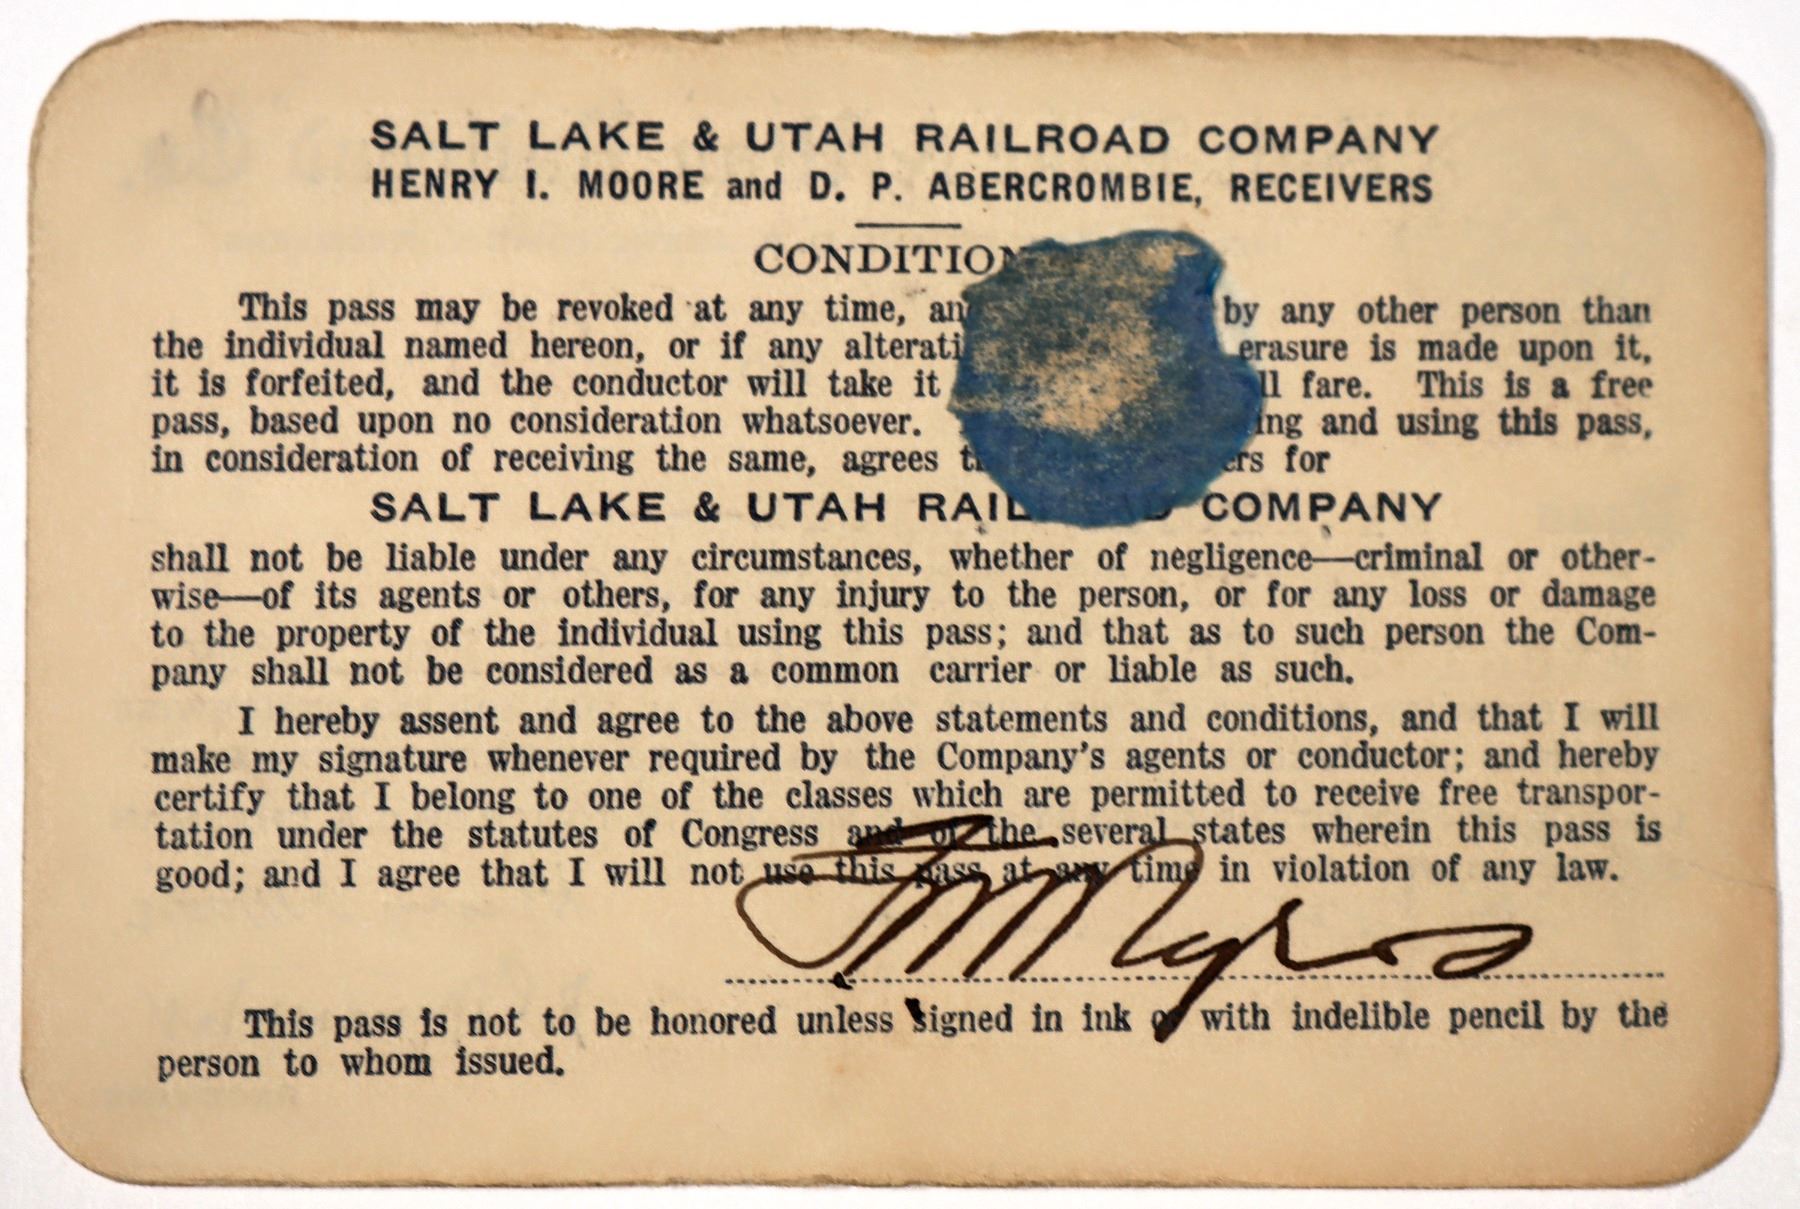 SALT LAKE & UTAH RAILROAD COMPANY
HENRY I. MOORE and D. P. ABERCROMBIE, RECEIVERS
This pass may be revoked at any time, by any other person than
the individual named hereon, or if any erasure is made upon it,
it is forfeited, and the conductor will take it fare. This is a free
pass, based upon no consideration whatsoever. and using this pass,
in consideration of receiving the same, agrees for
SALT LAKE & UTAH COMPANY
shall not be liable under any circumstances, whether of negligence—criminal or other-
wise—of its agents or others, for any injury to the person, or for any loss or damage
to the property of the individual using this pass; and that as to such person the Com-
pany shall not be considered as a common carrier or liable as such.
I hereby assent and agree to the above statements and conditions, and that I will
make my signature whenever required by the Company's agents or conductor; and hereby
certify that I belong to one of the classes which are permitted to receive free transpor-
tation under the statutes of Congress and of the several states wherein this pass is
good; and I agree that I will not use this pass at any time in violation of any law.
This pass is not to be honored unless signed in ink or with indelible pencil by the
person to whom issued.